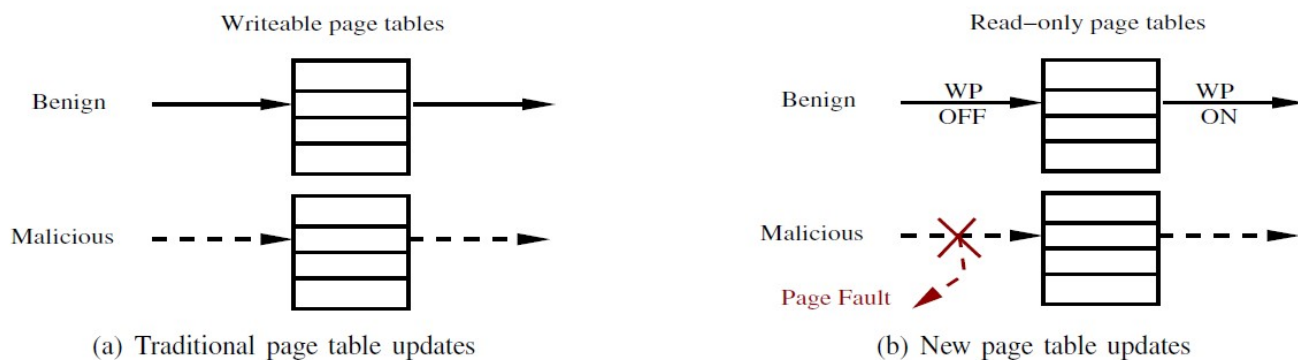 Writeable page tables
Benign
Malicious
(a) Traditional page table updates
Read−only page tables
Benign
WP
OFF
WP
ON
Malicious
Page Fault
(b) New page table updates